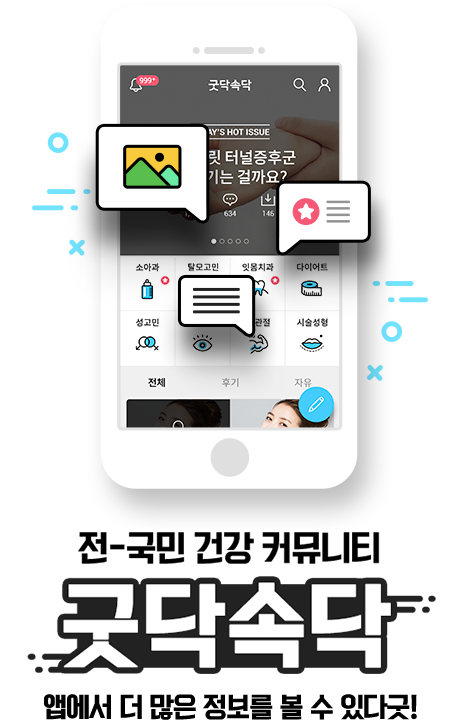 999+
굿닥속닥
AY'S HOT ISSUE
릿 터널증후군
기는 걸까요?
634
146
소아과
탈모고민
잇몸치과
다이어트
성고민
관절
시술성형
전체
후기
자유
전-국민 건강 커뮤니티
굿닥속닥
앱에서 더 많은 정보를 볼 수 있다굿!